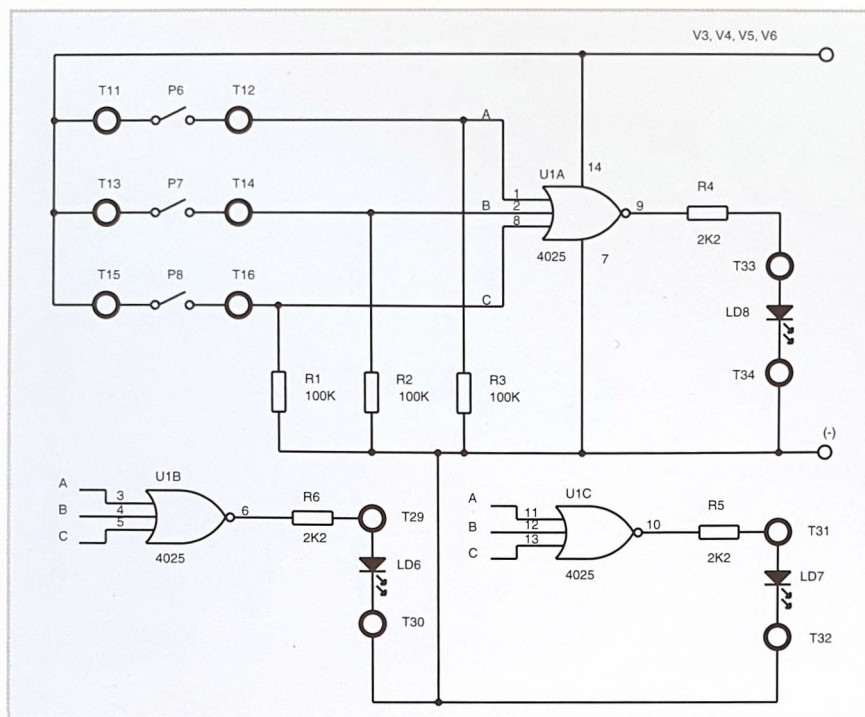 V3, V4, V5, V6
T11 P6 T12
A
T13 P7 T14
B
T15 P8 T16
C
U1A
14
1
2
8
9
4025
7
R4
2K2
T33
LD8
T34
R1
100K
R2
100K
R3
100K
(-)
U1B
A
3
B
4
C
5
6
4025
R6
2K2
T29
LD6
T30
U1C
A
11
B
12
C
13
10
4025
R5
2K2
T31
LD7
T32